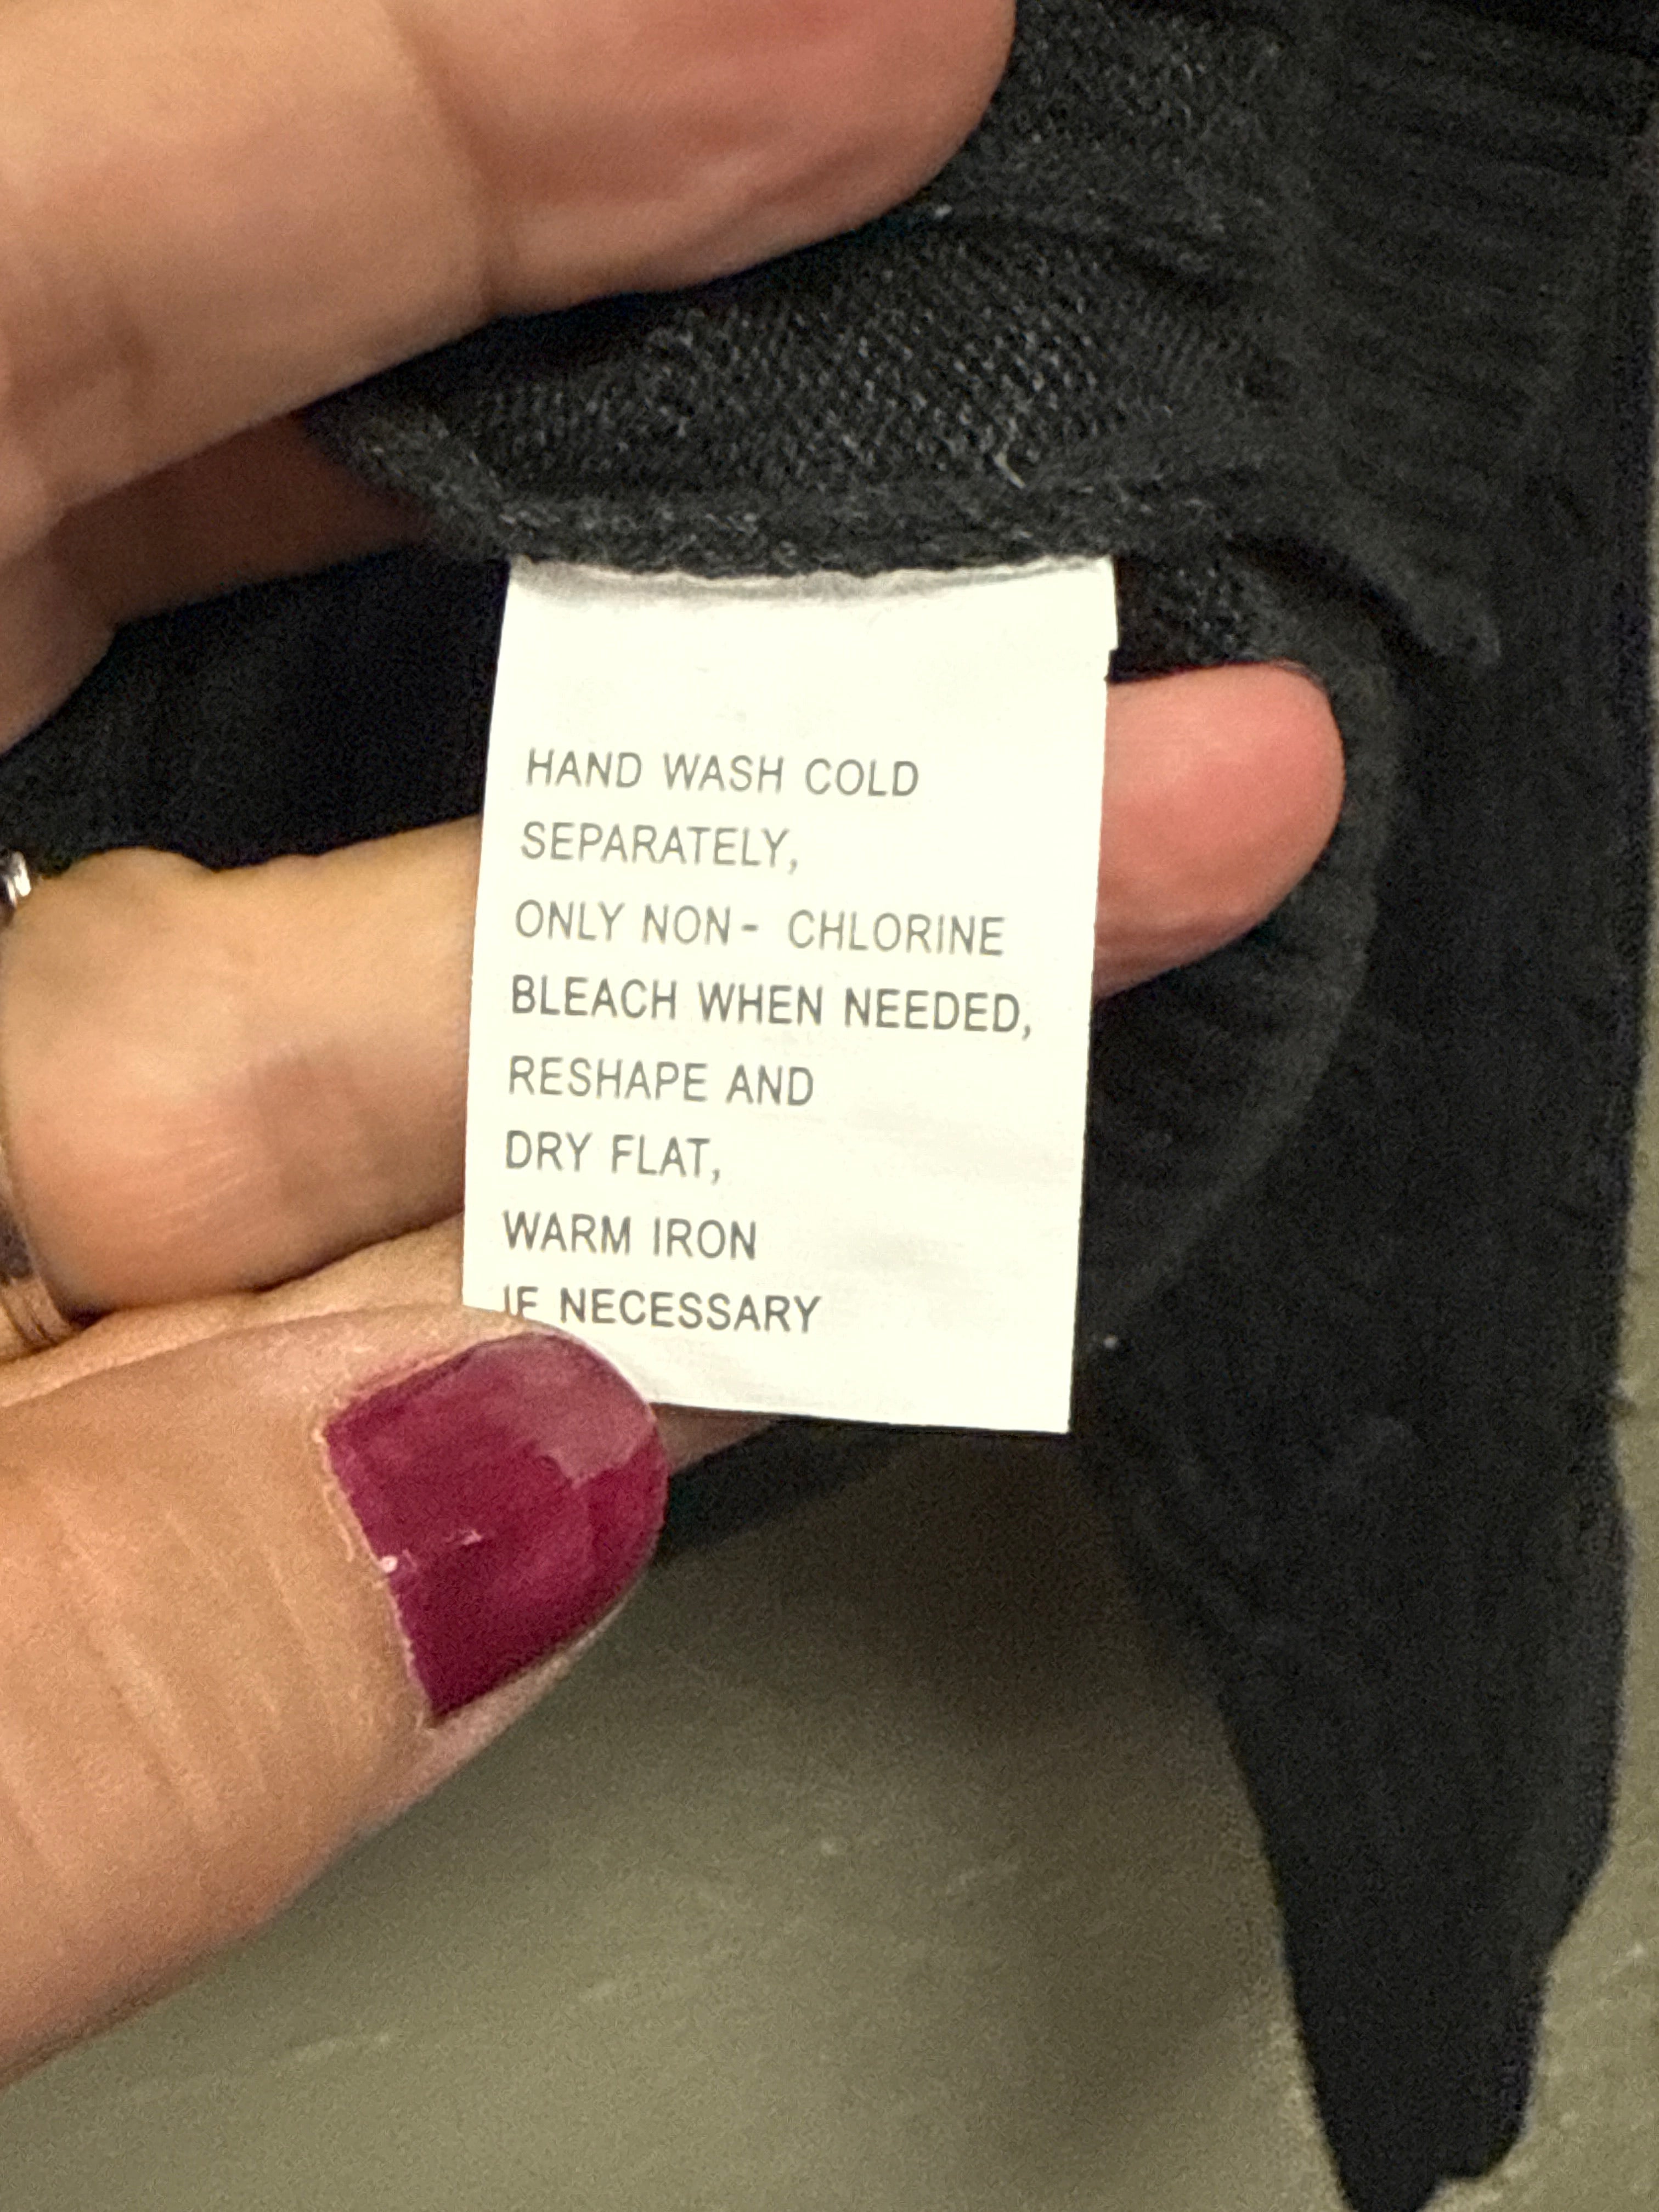 HAND WASH COLD
SEPARATELY,
ONLY NON- CHLORINE
BLEACH WHEN NEEDED,
RESHAPE AND
DRY FLAT,
WARM IRON
IF NECESSARY